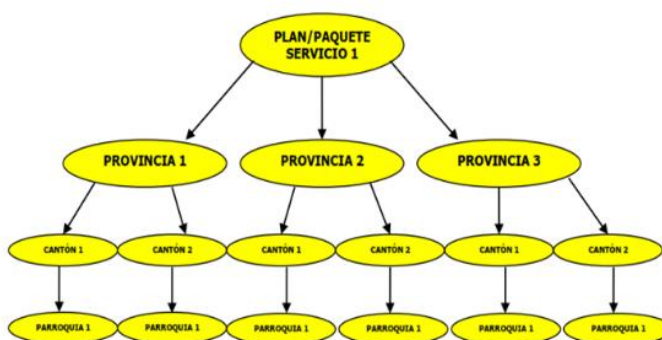 PLAN/PAQUETE
SERVICIO 1
PROVINCIA 1
PROVINCIA 2
PROVINCIA 3
CANTÓN 1
CANTÓN 2
CANTÓN 1
CANTÓN 2
CANTÓN 1
CANTÓN 2
PARROQUIA 1
PARROQUIA 1
PARROQUIA 1
PARROQUIA 1
PARROQUIA 1
PARROQUIA 1